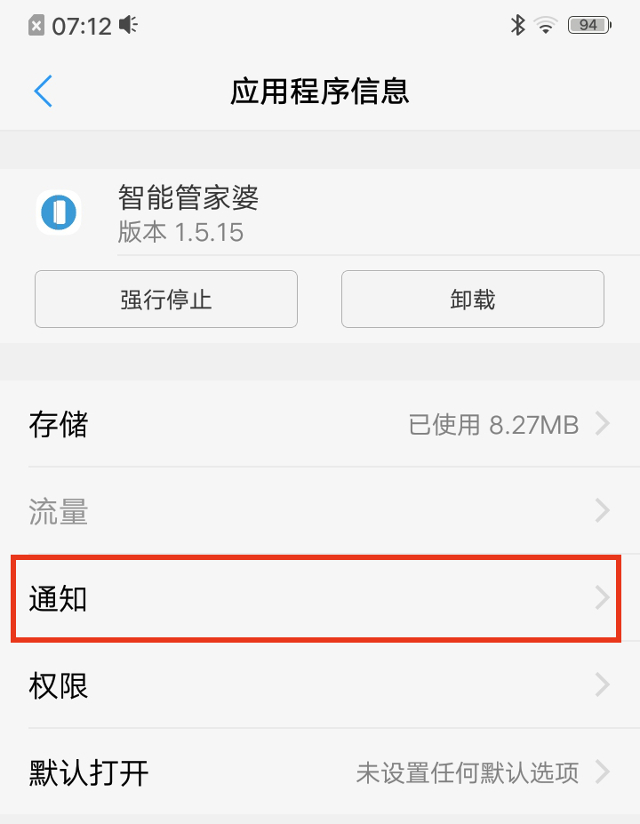 07:12 94
应用程序信息
智能管家婆
版本 1.5.15
强行停止 卸载
存储 已使用 8.27MB
流量
通知
权限
默认打开 未设置任何默认选项